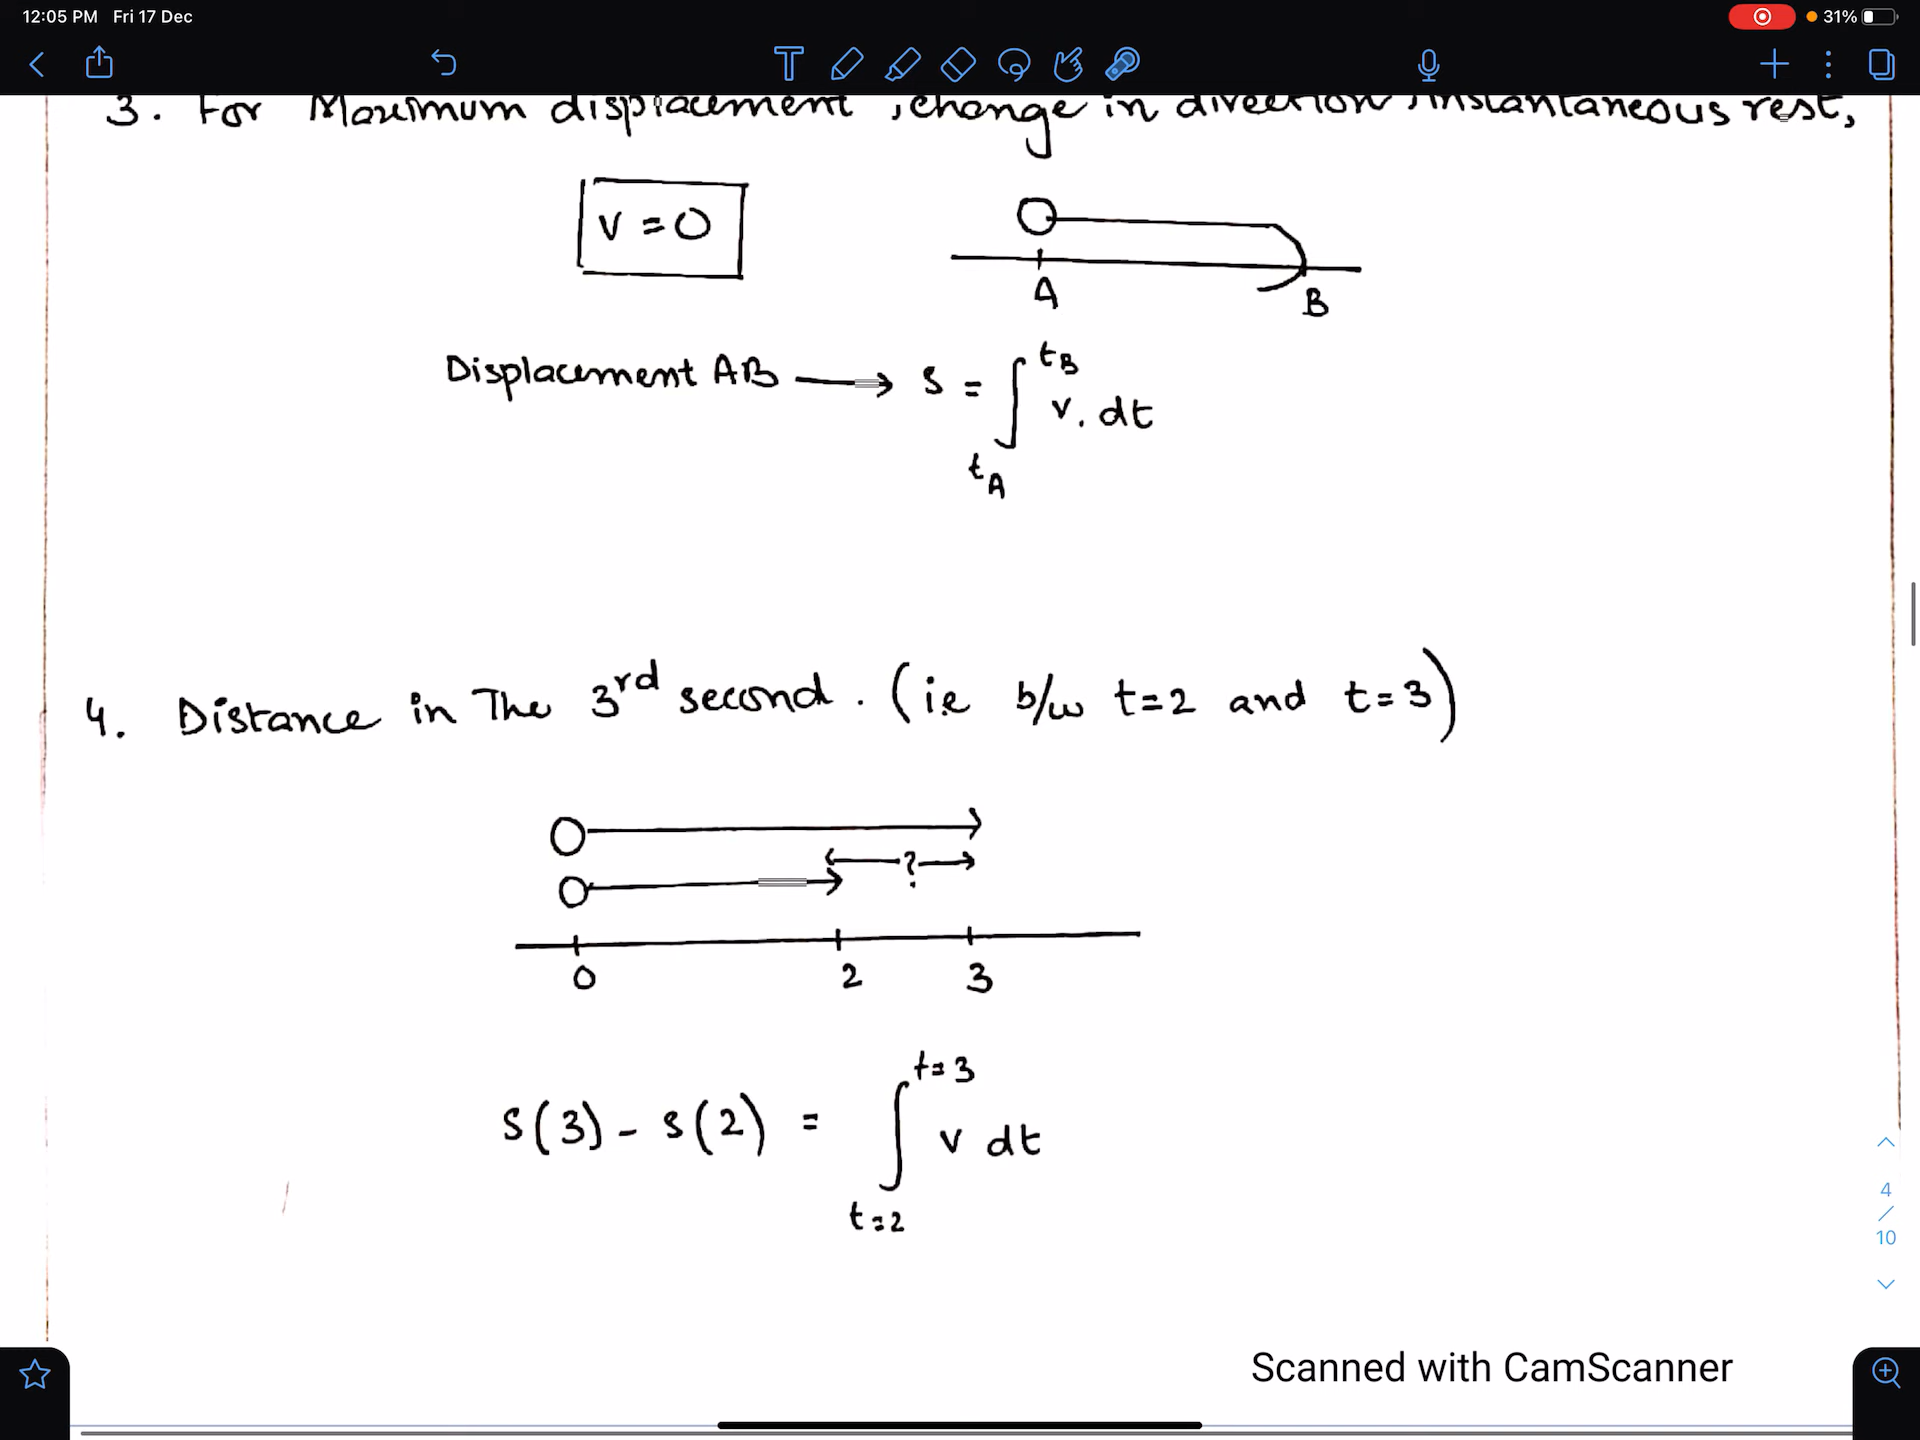 12:05 PM Fri 17 Dec
31%
T
3. For Maximum displacement, change in direction, instantaneous rest,
v = 0
A
B
Displacement AB → s = ∫ v. dt
tB
tA
4. Distance in The 3rd second. (ie b/w t=2 and t=3)
?
0 2 3
t=3
s(3) - s(2) = ∫ v dt
t=2
4
/
10
Scanned with CamScanner